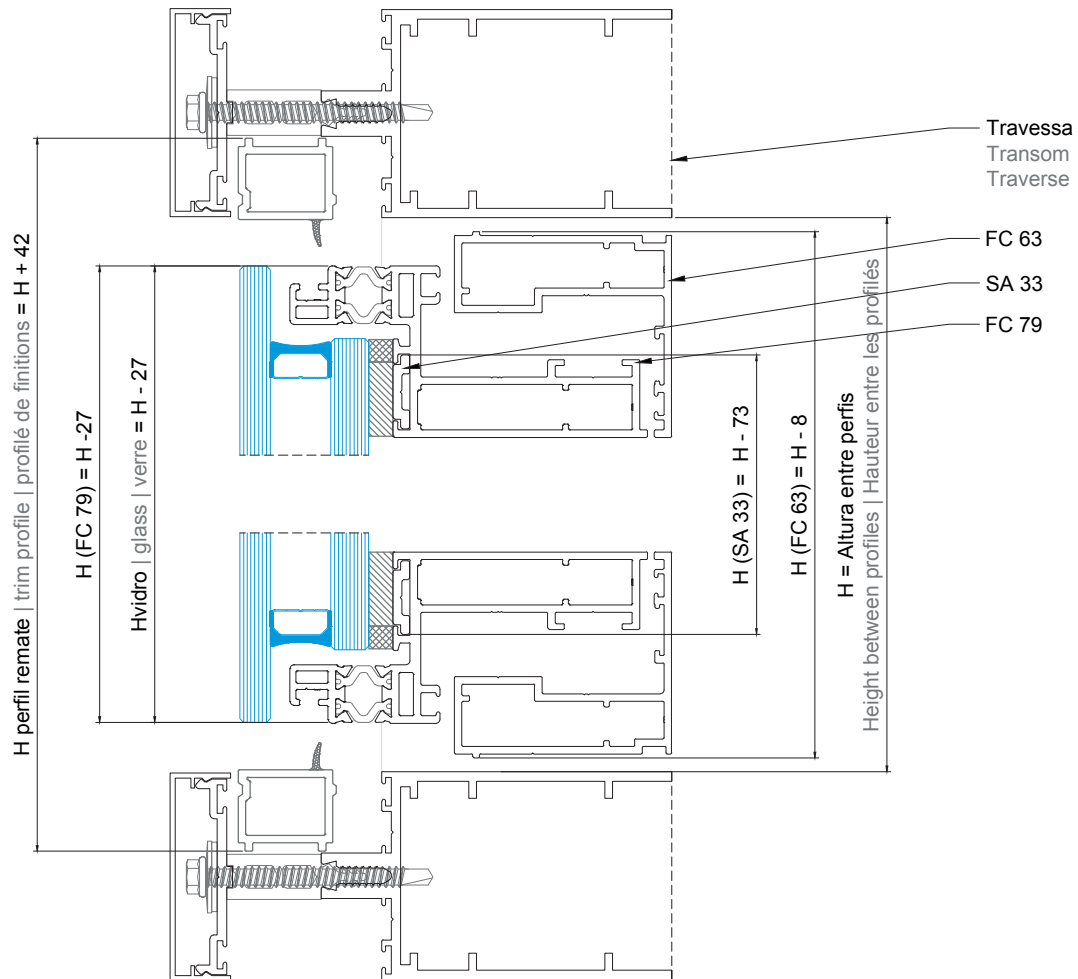 Travessa
Transom
Traverse
FC 63
SA 33
FC 79
H perfil remate | trim profile | profilé de finitions = H + 42
H (FC 79) = H -27
Hvidro | glass | verre = H - 27
H (SA 33) = H - 73
H (FC 63) = H - 8
H = Altura entre perfis
Height between profiles | Hauteur entre les profilés